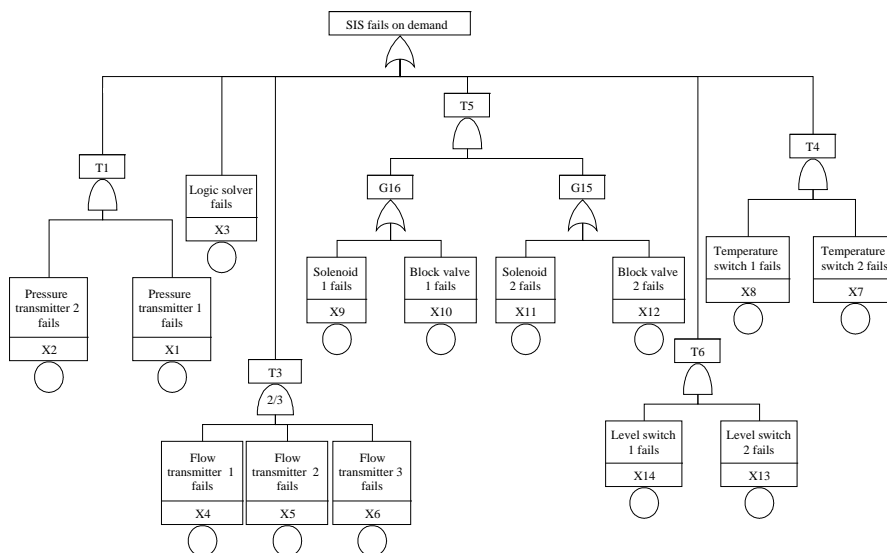 SIS fails on demand
T5
T1
T4
Logic solver
fails
X3
G16
G15
Pressure
transmitter 2
fails
X2
Pressure
transmitter 1
fails
X1
Solenoid
1 fails
X9
Block valve
1 fails
X10
Solenoid
2 fails
X11
Block valve
2 fails
X12
Temperature
switch 1 fails
X8
Temperature
switch 2 fails
X7
T3
2/3
T6
Flow
transmitter 1
fails
X4
Flow
transmitter 2
fails
X5
Flow
transmitter 3
fails
X6
Level switch
1 fails
X14
Level switch
2 fails
X13